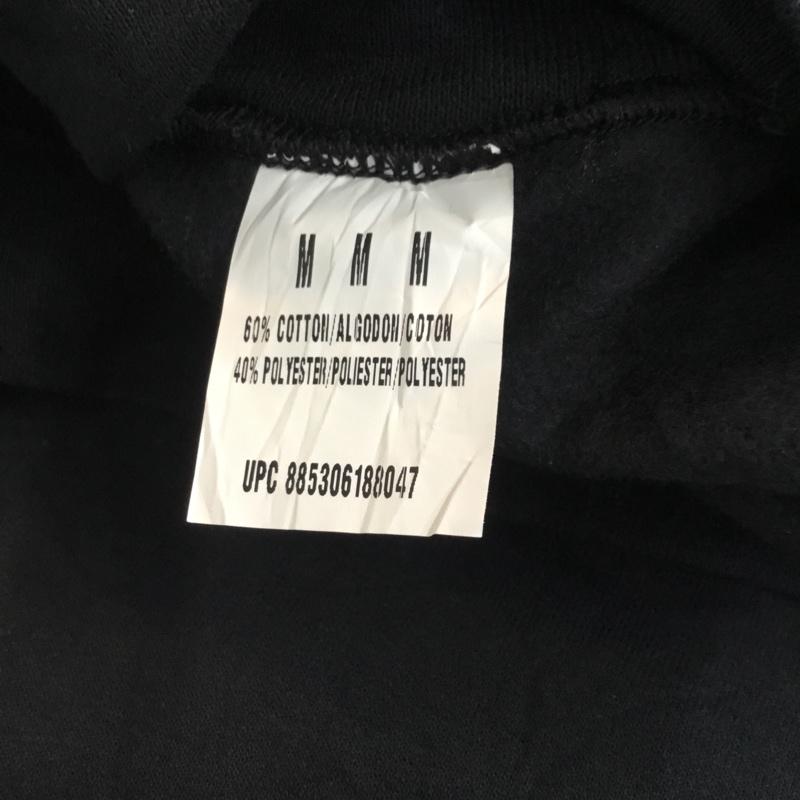 M M M
60% COTTON/ALGODON/COTON
40% POLYESTER/POLIESTER/POLYESTER
UPC 885306188047